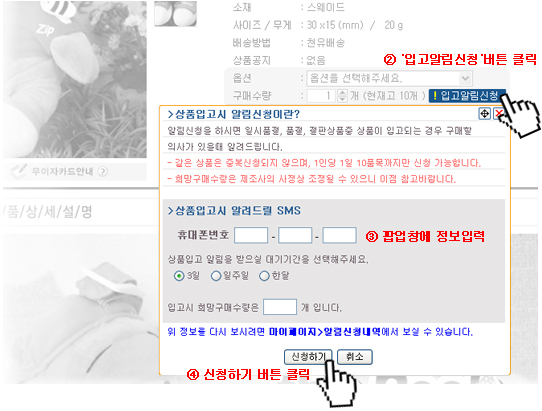 소재 : 스웨이드
사이즈 / 무게 : 30 x15 (mm) / 20 g
배송방법 : 천유배송
상품공지 : 없음
② '입고알림신청'버튼 클릭
옵션 : 옵션을 선택해주세요.
구매수량 : 1 개 (현재고 10개 ) ! 입고알림신청
ZIP
>상품입고시 알림신청이란?
알림신청을 하시면 일시품절, 품절, 결판상품중 상품이 입고되는 경우 구매할
의사가 있을때 알려드립니다.
- 같은 상품은 중복신청되지 않으며, 1인당 1일 10품목까지만 신청 가능합니다.
- 희망구매수량은 제조사의 사정상 조정될 수 있으니 이점 참고바랍니다.
무이자카드안내 ?
/품/상/세/설/명
>상품입고시 알려드릴 SMS
휴대폰번호 - -
③ 팝업창에 정보입력
상품입고 알림을 받으실 대기기간을 선택해주세요.
3일 일주일 한달
입고시 희망구매수량은 개 입니다.
위 정보를 다시 보시려면 마이페이지>알림신청내역에서 보실 수 있습니다.
신청하기 취소
④ 신청하기 버튼 클릭